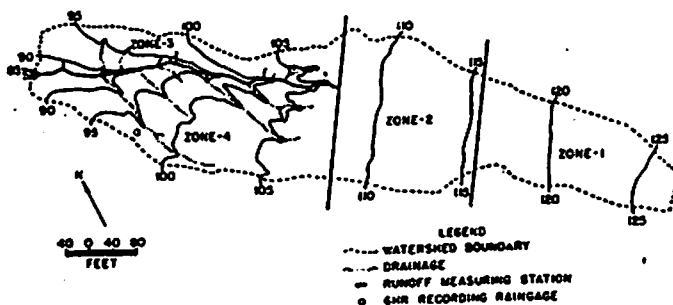 95
100
105
110
115
120
125
90
85
ZONE-3
ZONE-2
ZONE-1
ZONE-4
90
95
100
105
110
115
120
125
N
40 0 40 80
FEET
LEGEND
WATERSHED BOUNDARY
DRAINAGE
RUNOFF MEASURING STATION
6HR RECORDING RAINGAGE